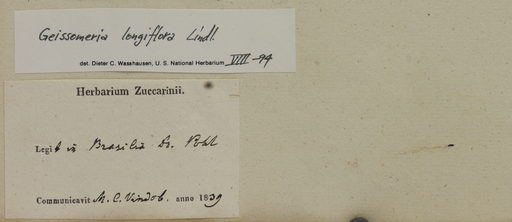 Geissomeria longiflora Lindl.
det. Dieter C. Wasshausen, U. S. National Herbarium VIII-94
Herbarium Zuccarinii.
Legit in Brasilia Dr. Pohl
Communicavit M. C. Vindob. anno 1839